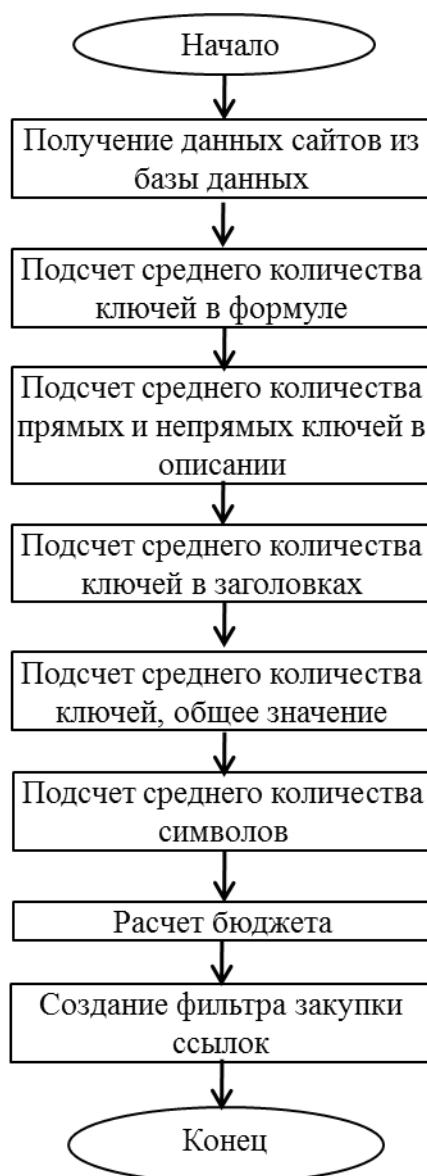 Начало
Получение данных сайтов из
базы данных
Подсчет среднего количества
ключей в формуле
Подсчет среднего количества
прямых и непрямых ключей в
описании
Подсчет среднего количества
ключей в заголовках
Подсчет среднего количества
ключей, общее значение
Подсчет среднего количества
символов
Расчет бюджета
Создание фильтра закупки
ссылок
Конец